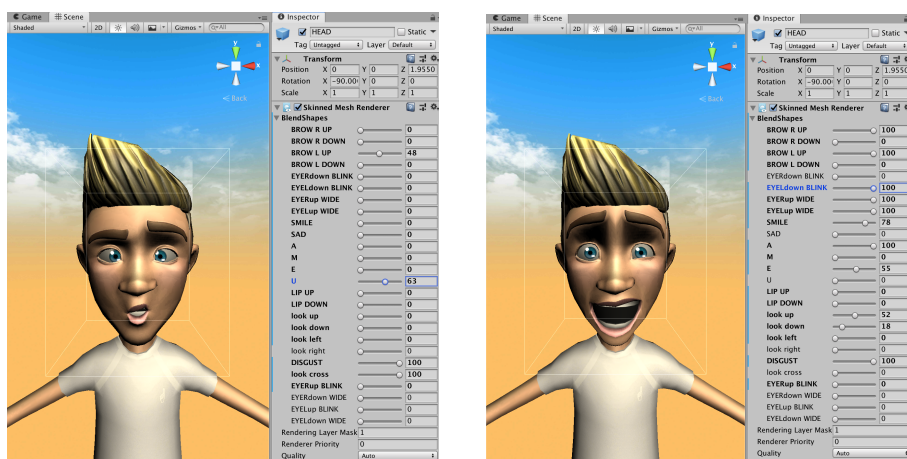 Game Scene
Shaded 2D Gizmos All
y
x
Back
Inspector
HEAD Static
Tag Untagged Layer Default
Transform
Position X 0 Y 0 Z 1.9550
Rotation X -90.00 Y 0 Z 0
Scale X 1 Y 1 Z 1
Skinned Mesh Renderer
BlendShapes
BROW R UP 0
BROW R DOWN 0
BROW L UP 48
BROW L DOWN 0
EYERdown BLINK 0
EYELdown BLINK 0
EYERup WIDE 0
EYELup WIDE 0
SMILE 0
SAD 0
A 0
M 0
E 0
U 63
LIP UP 0
LIP DOWN 0
look up 0
look down 0
look left 0
look right 0
DISGUST 100
look cross 100
EYERup BLINK 0
EYERdown WIDE 0
EYELup BLINK 0
EYELdown WIDE 0
Rendering Layer Mask 1
Renderer Priority 0
Quality Auto
Game Scene
Shaded 2D Gizmos All
y
x
Back
Inspector
HEAD Static
Tag Untagged Layer Default
Transform
Position X 0 Y 0 Z 1.9550
Rotation X -90.00 Y 0 Z 0
Scale X 1 Y 1 Z 1
Skinned Mesh Renderer
BlendShapes
BROW R UP 100
BROW R DOWN 0
BROW L UP 100
BROW L DOWN 0
EYERdown BLINK 0
EYELdown BLINK 100
EYERup WIDE 100
EYELup WIDE 100
SMILE 78
SAD 0
A 100
M 0
E 55
U 0
LIP UP 0
LIP DOWN 0
look up 52
look down 18
look left 0
look right 0
DISGUST 100
look cross 0
EYERup BLINK 0
EYERdown WIDE 0
EYELup BLINK 0
EYELdown WIDE 0
Rendering Layer Mask 1
Renderer Priority 0
Quality Auto